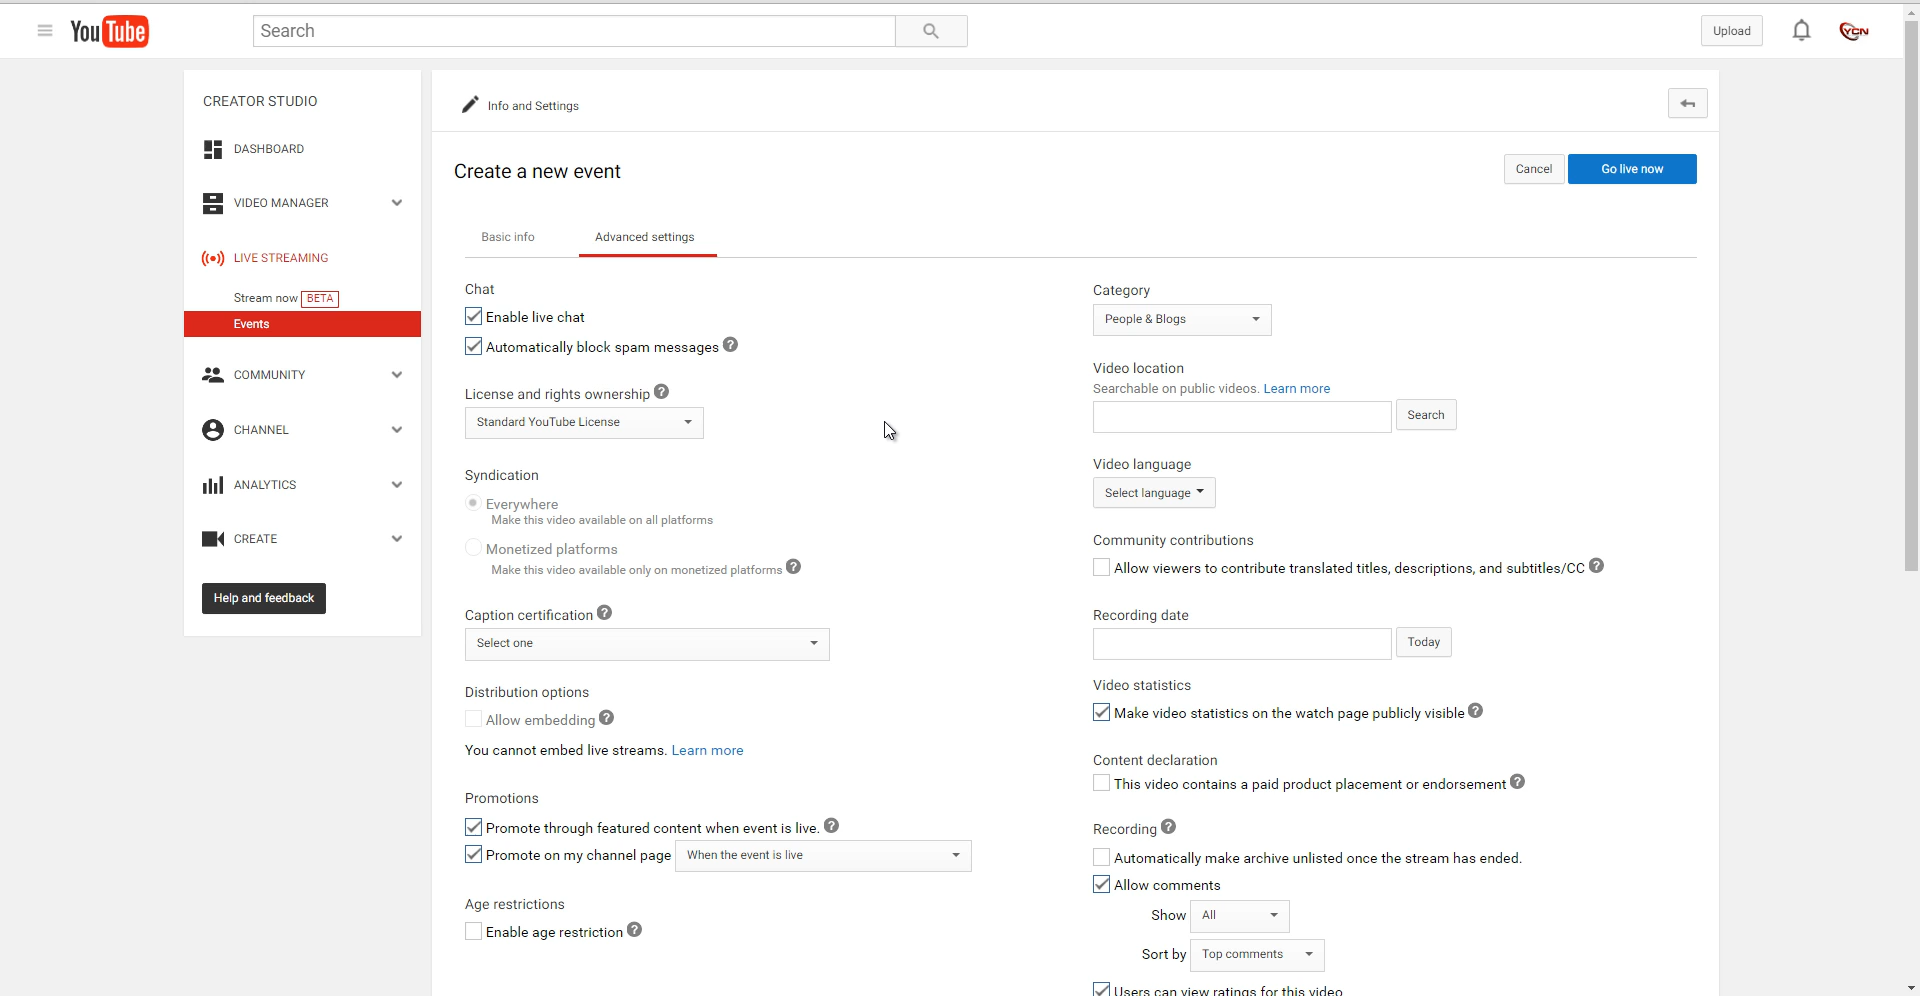 YouTube
Search
Upload
YCN
CREATOR STUDIO
DASHBOARD
VIDEO MANAGER
LIVE STREAMING
Stream now BETA
Events
COMMUNITY
CHANNEL
ANALYTICS
CREATE
Help and feedback
Info and Settings
Create a new event
Cancel
Go live now
Basic info
Advanced settings
Chat
Enable live chat
Automatically block spam messages ?
License and rights ownership ?
Standard YouTube License
Syndication
Everywhere
Make this video available on all platforms
Monetized platforms
Make this video available only on monetized platforms ?
Caption certification ?
Select one
Distribution options
Allow embedding ?
You cannot embed live streams. Learn more
Promotions
Promote through featured content when event is live. ?
Promote on my channel page When the event is live
Age restrictions
Enable age restriction ?
Category
People & Blogs
Video location
Searchable on public videos. Learn more
Search
Video language
Select language
Community contributions
Allow viewers to contribute translated titles, descriptions, and subtitles/CC ?
Recording date
Today
Video statistics
Make video statistics on the watch page publicly visible ?
Content declaration
This video contains a paid product placement or endorsement ?
Recording ?
Automatically make archive unlisted once the stream has ended.
Allow comments
Show All
Sort by Top comments
Users can view ratings for this video